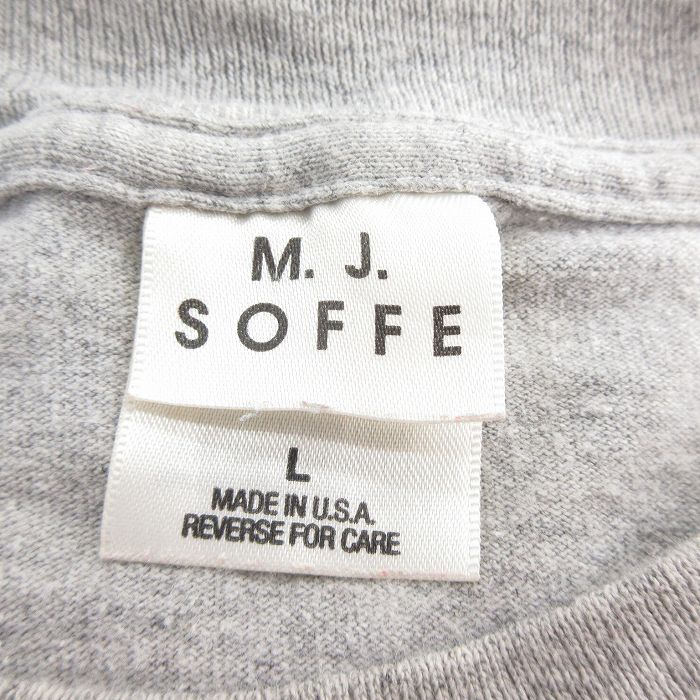 M. J.
SOFFE
L
MADE IN U.S.A.
REVERSE FOR CARE